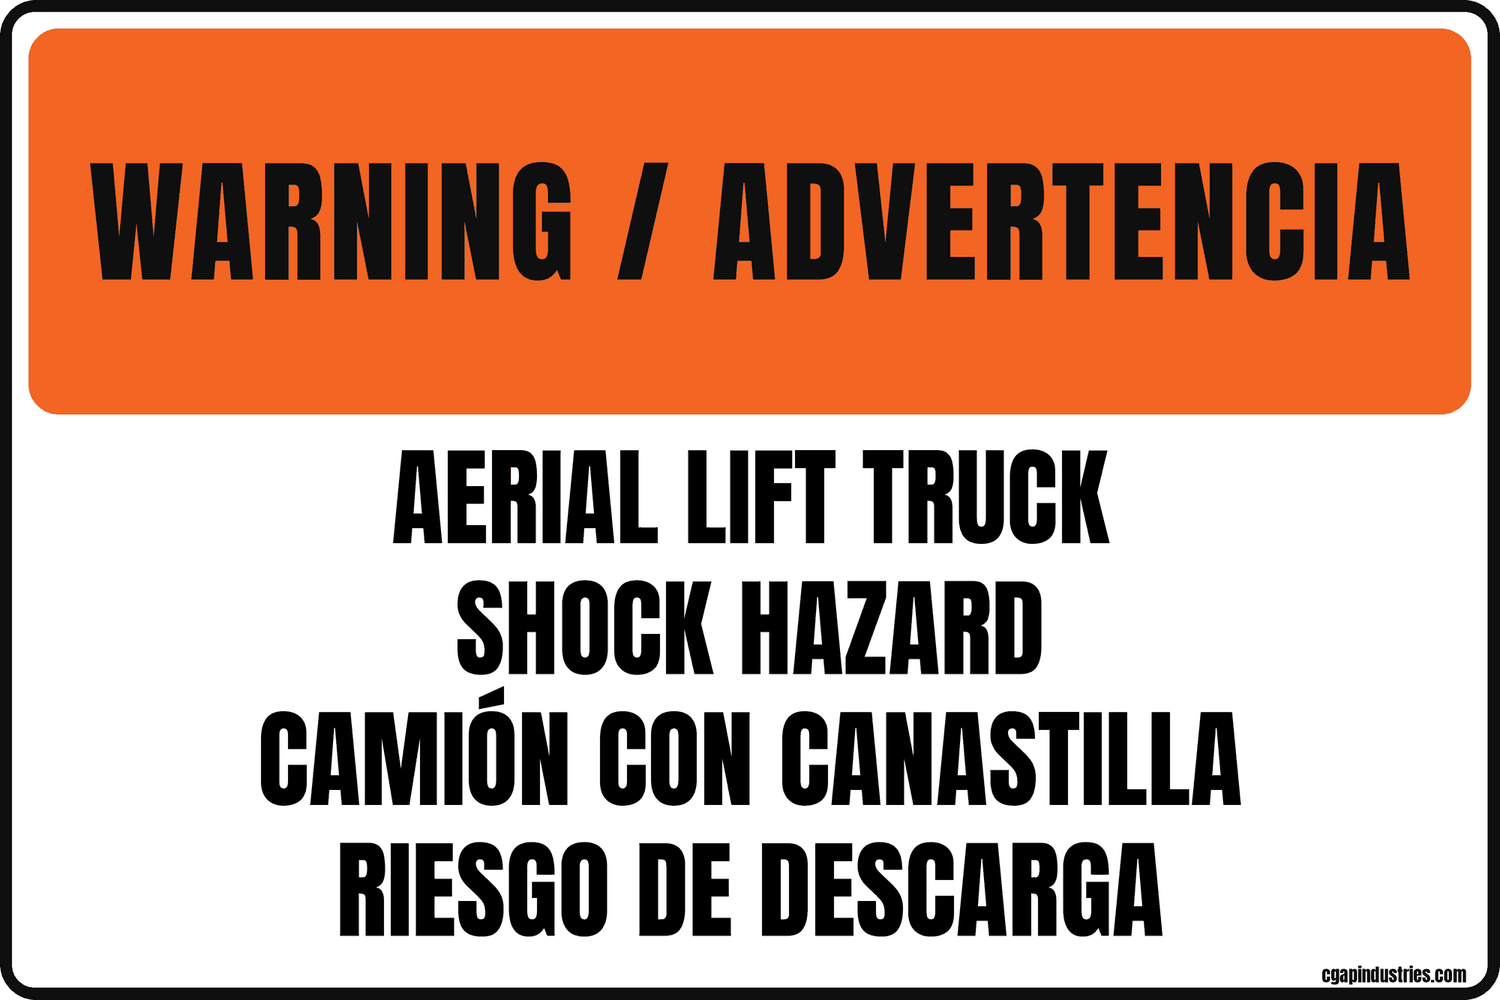 WARNING / ADVERTENCIA
AERIAL LIFT TRUCK
SHOCK HAZARD
CAMIÓN CON CANASTILLA
RIESGO DE DESCARGA
cgapindustries.com